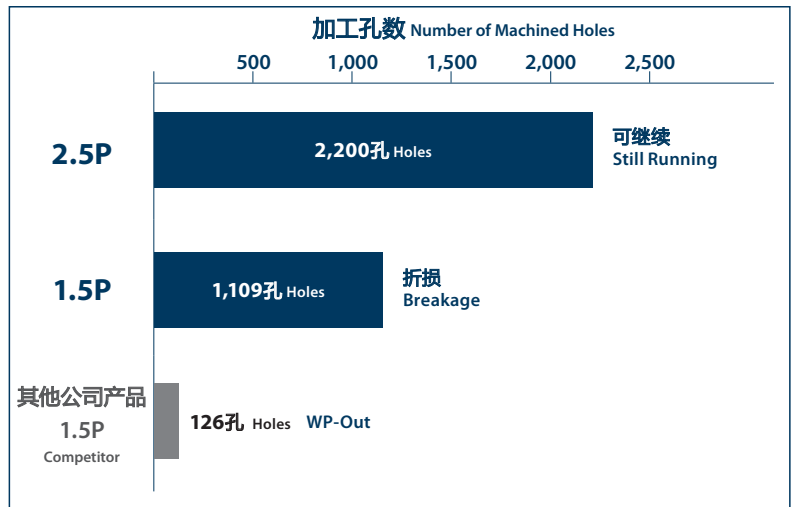 加工孔数 Number of Machined Holes
500 1,000 1,500 2,000 2,500
2.5P
2,200孔 Holes
可继续
Still Running
1.5P
1,109孔 Holes
折损
Breakage
其他公司产品
1.5P
Competitor
126孔 Holes WP-Out